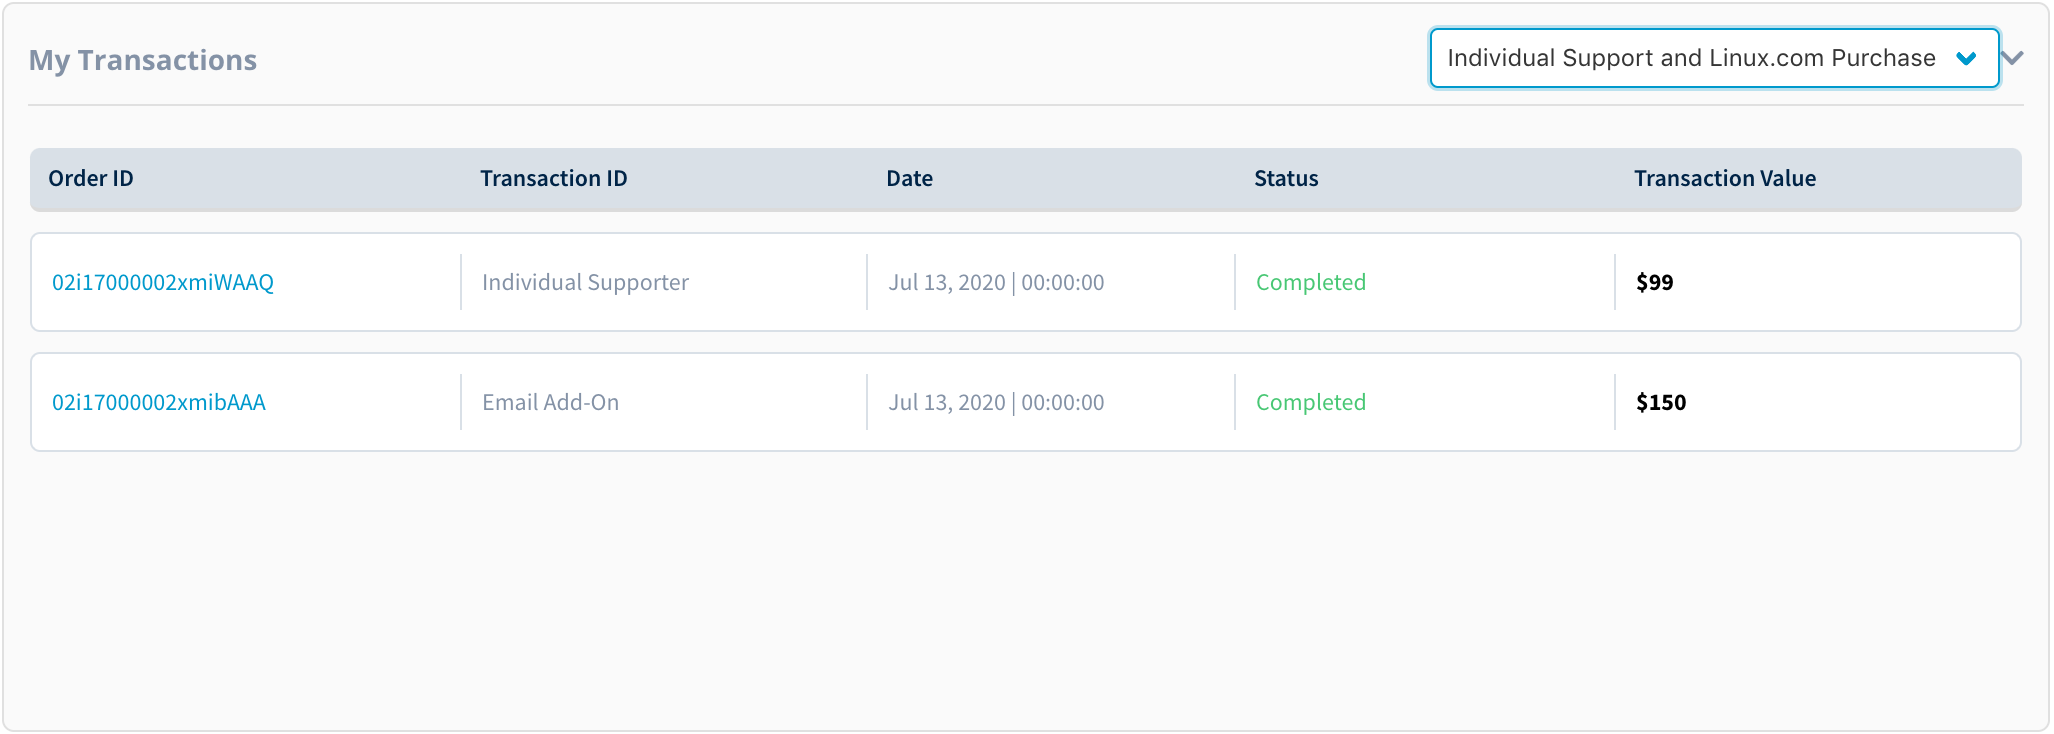 My Transactions
Individual Support and Linux.com Purchase
Order ID Transaction ID Date Status Transaction Value
02i17000002xmiWAAQ Individual Supporter Jul 13, 2020 | 00:00:00 Completed $99
02i17000002xmibAAA Email Add-On Jul 13, 2020 | 00:00:00 Completed $150